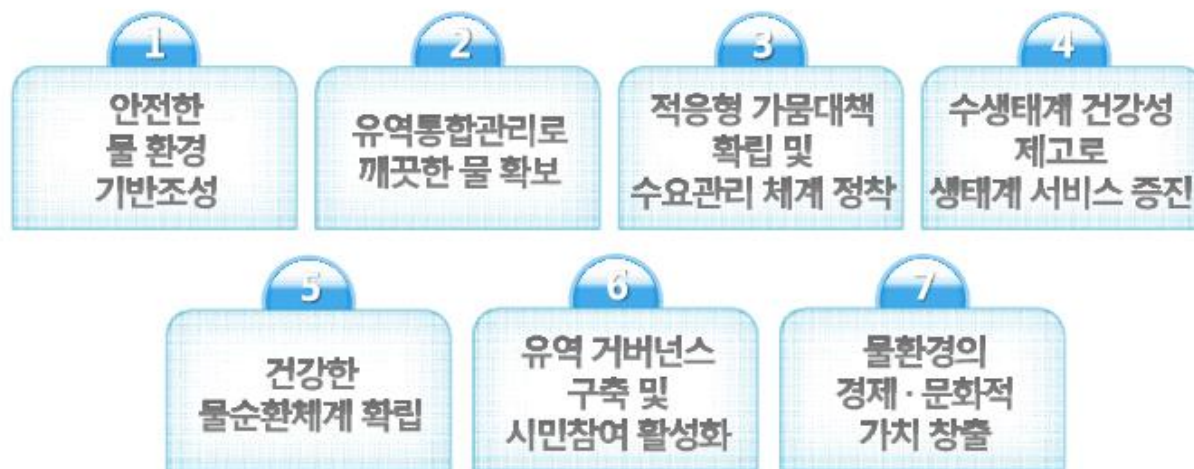 1
안전한
물 환경
기반조성
2
유역통합관리로
깨끗한 물 확보
3
적응형 가뭄대책
확립 및
수요관리 체계 정착
4
수생태계 건강성
제고로
생태계 서비스 증진
5
건강한
물순환체계 확립
6
유역 거버넌스
구축 및
시민참여 활성화
7
물환경의
경제 · 문화적
가치 창출